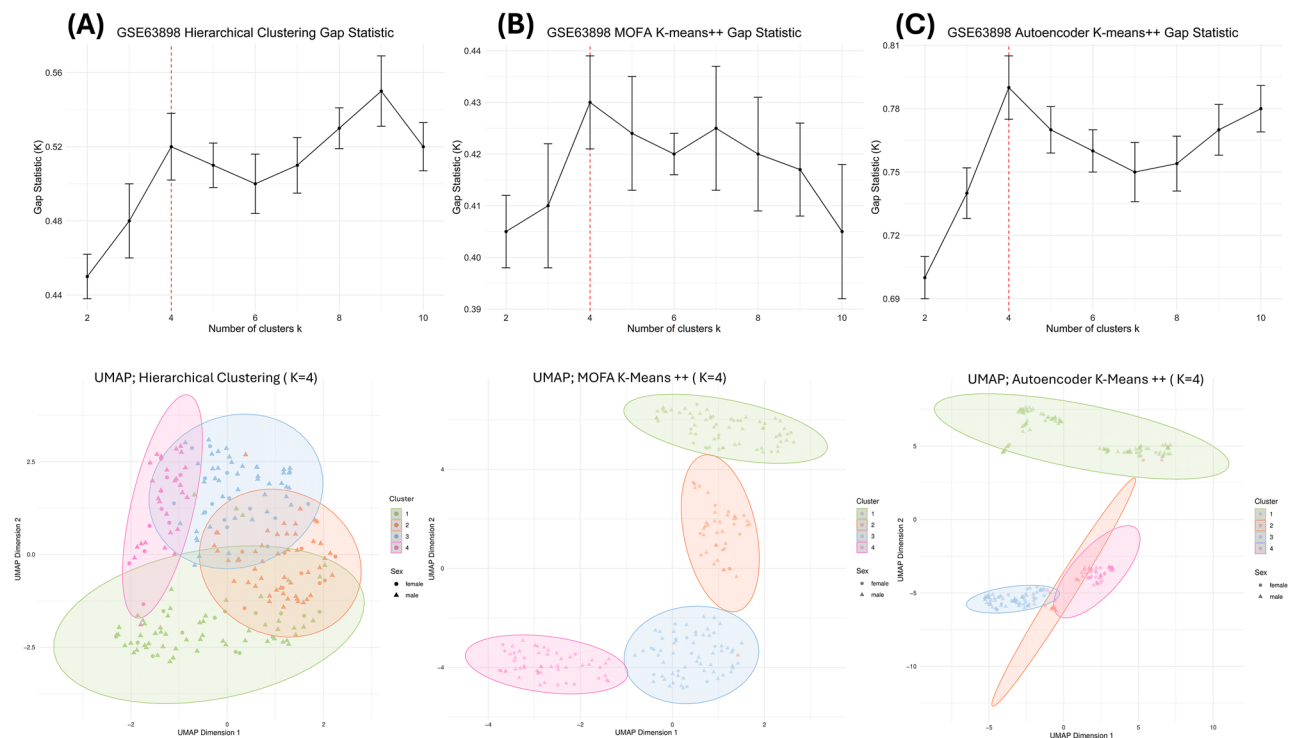 (A)
GSE63898 Hierarchical Clustering Gap Statistic
Gap Statistic (K)
0.56
0.52
0.48
0.44
2 4 6 8 10
Number of clusters k
(B)
GSE63898 MOFA K-means++ Gap Statistic
Gap Statistic (K)
0.44
0.43
0.42
0.41
0.40
0.39
2 4 6 8 10
Number of clusters k
(C)
GSE63898 Autoencoder K-means++ Gap Statistic
Gap Statistic (K)
0.81
0.78
0.75
0.72
0.69
2 4 6 8 10
Number of clusters k
UMAP; Hierarchical Clustering ( K=4)
UMAP Dimension 2
2.5
0.0
−2.5
−2 0 2
UMAP Dimension 1
Cluster
1
2
3
4
Sex
female
male
UMAP; MOFA K-Means ++ ( K=4)
UMAP Dimension 2
4
0
−4
−4 −2 0 2
UMAP Dimension 1
Cluster
1
2
3
4
Sex
female
male
UMAP; Autoencoder K-Means ++ ( K=4)
UMAP Dimension 2
5
0
−5
−10
−5 0 5 10
UMAP Dimension 1
Cluster
1
2
3
4
Sex
female
male